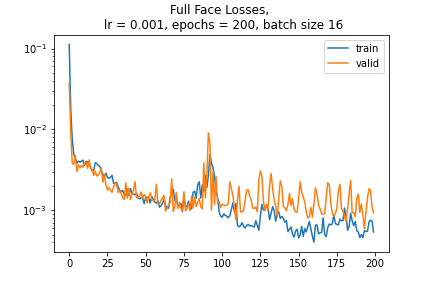 Full Face Losses,
lr = 0.001, epochs = 200, batch size 16
train
valid
10⁻¹
10⁻²
10⁻³
0 25 50 75 100 125 150 175 200